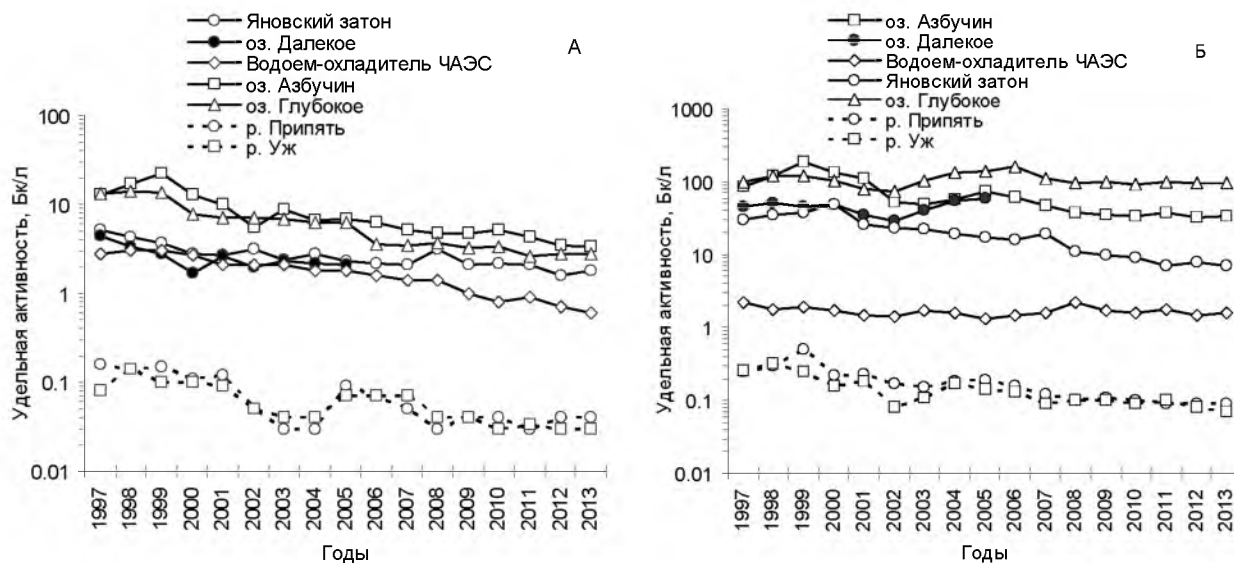 Яновский затон
оз. Далекое
Водоем-охладитель ЧАЭС
оз. Азбучин
оз. Глубокое
р. Припять
р. Уж
А
Удельная активность, Бк/л
100
10
1
0.1
0.01
1997
1998
1999
2000
2001
2002
2003
2004
2005
2006
2007
2008
2009
2010
2011
2012
2013
Годы
оз. Азбучин
оз. Далекое
Водоем-охладитель ЧАЭС
Яновский затон
оз. Глубокое
р. Припять
р. Уж
Б
Удельная активность, Бк/л
1000
100
10
1
0.1
0.01
1997
1998
1999
2000
2001
2002
2003
2004
2005
2006
2007
2008
2009
2010
2011
2012
2013
Годы